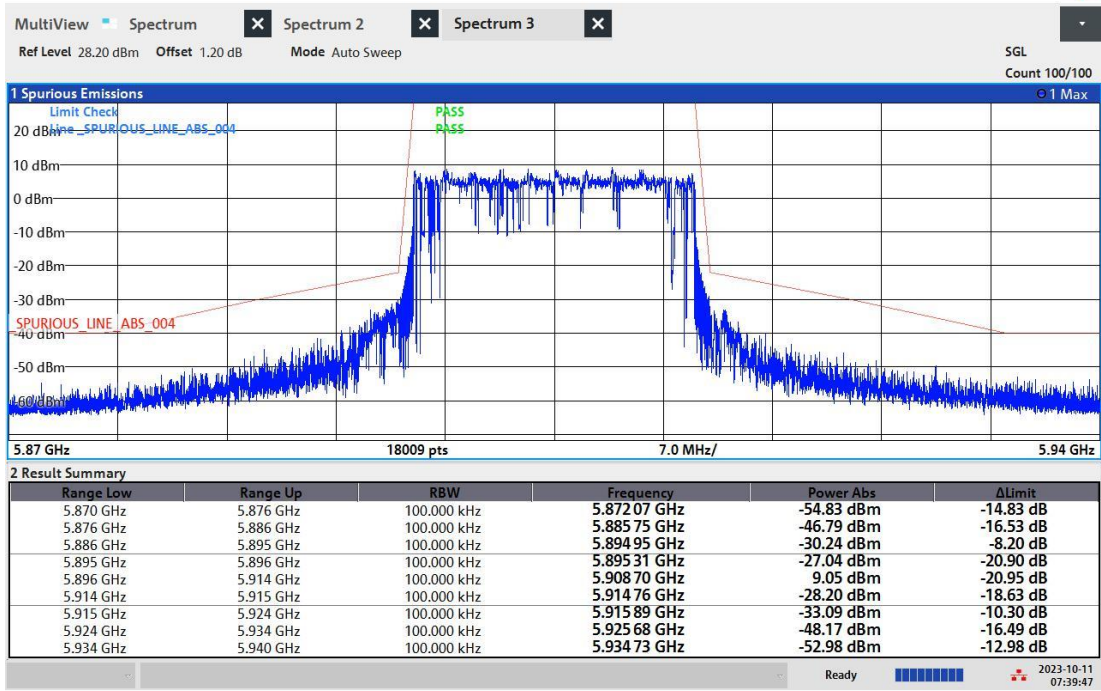 MultiView Spectrum Spectrum 2 Spectrum 3
Ref Level 28.20 dBm Offset 1.20 dB Mode Auto Sweep SGL
Count 100/100
1 Spurious Emissions 1 Max
Limit Check PASS
Line _SPURIOUS_LINE_ABS_004 PASS
20 dBm
10 dBm
0 dBm
-10 dBm
-20 dBm
-30 dBm
SPURIOUS_LINE_ABS_004
-40 dBm
-50 dBm
-60 dBm
5.87 GHz 18009 pts 7.0 MHz/ 5.94 GHz
2 Result Summary
Range Low Range Up RBW Frequency Power Abs ΔLimit
5.870 GHz 5.876 GHz 100.000 kHz 5.872 07 GHz -54.83 dBm -14.83 dB
5.876 GHz 5.886 GHz 100.000 kHz 5.885 75 GHz -46.79 dBm -16.53 dB
5.886 GHz 5.895 GHz 100.000 kHz 5.894 95 GHz -30.24 dBm -8.20 dB
5.895 GHz 5.896 GHz 100.000 kHz 5.895 31 GHz -27.04 dBm -20.90 dB
5.896 GHz 5.914 GHz 100.000 kHz 5.908 70 GHz 9.05 dBm -20.95 dB
5.914 GHz 5.915 GHz 100.000 kHz 5.914 76 GHz -28.20 dBm -18.63 dB
5.915 GHz 5.924 GHz 100.000 kHz 5.915 89 GHz -33.09 dBm -10.30 dB
5.924 GHz 5.934 GHz 100.000 kHz 5.925 68 GHz -48.17 dBm -16.49 dB
5.934 GHz 5.940 GHz 100.000 kHz 5.934 73 GHz -52.98 dBm -12.98 dB
Ready 2023-10-11
07:39:47